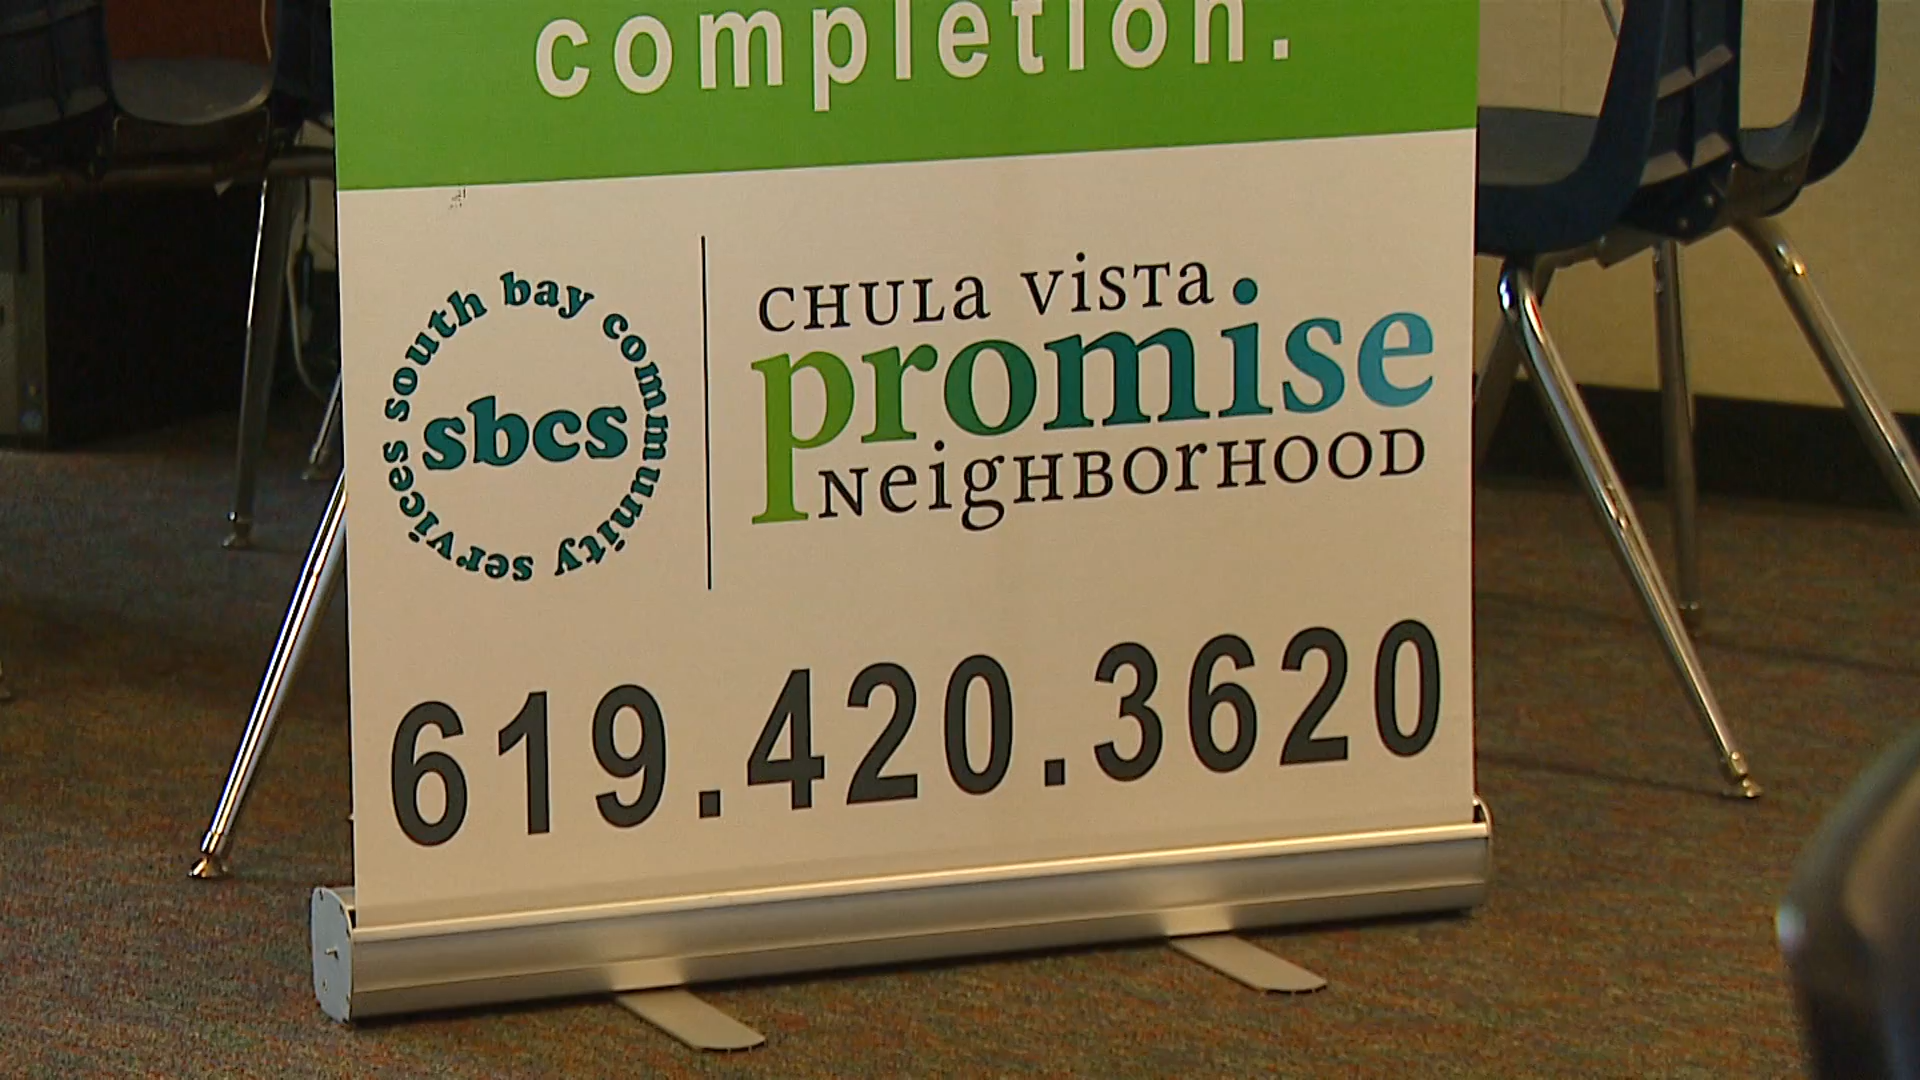 completion.
south bay community services
sbcs
CHULa VISTa
promise
NeigHBOrHOOD
619.420.3620